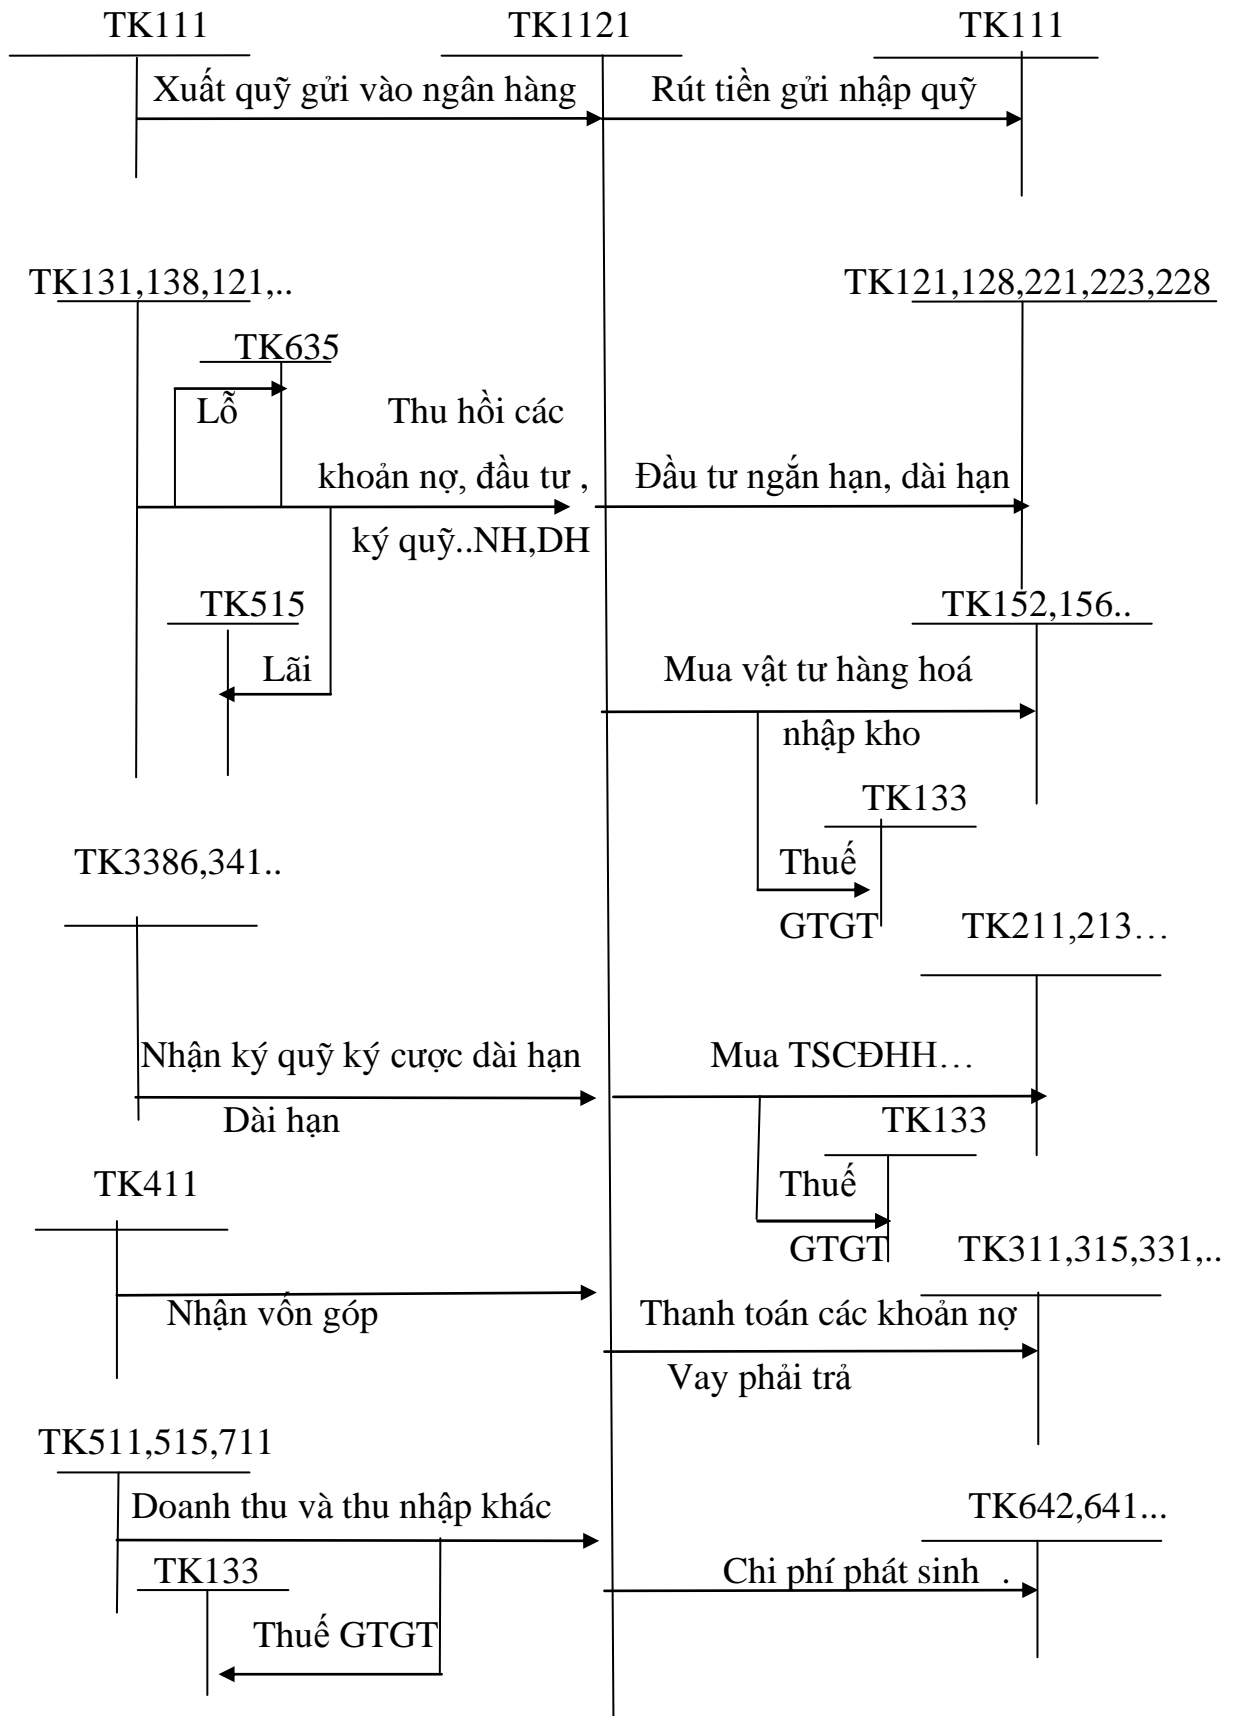 TK111 TK1121 TK111
Xuất quỹ gửi vào ngân hàng Rút tiền gửi nhập quỹ
TK131,138,121,.. TK121,128,221,223,228
TK635
Lỗ Thu hồi các
khoản nợ, đầu tư , Đầu tư ngắn hạn, dài hạn
ký quỹ..NH,DH
TK515 TK152,156..
Lãi Mua vật tư hàng hoá
nhập kho
TK133
TK3386,341.. Thuế
GTGT TK211,213…
Nhận ký quỹ ký cược dài hạn Mua TSCĐHH…
Dài hạn TK133
TK411 Thuế
GTGT TK311,315,331,..
Nhận vốn góp Thanh toán các khoản nợ
Vay phải trả
TK511,515,711
Doanh thu và thu nhập khác TK642,641...
TK133 Chi phí phát sinh .
Thuế GTGT